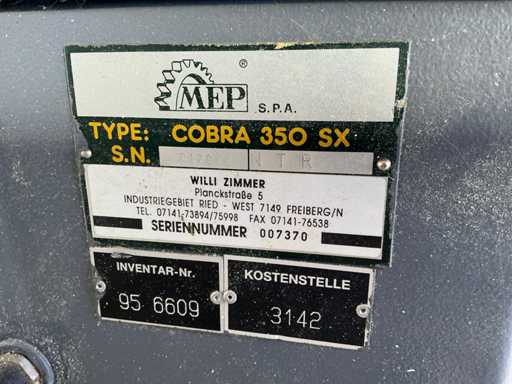 MEP ® S.P.A.
TYPE: COBRA 350 SX
S.N. NTR
WILLI ZIMMER
Planckstraße 5
INDUSTRIEGEBIET RIED - WEST 7149 FREIBERG/N
TEL. 07141-73894/75998 FAX 07141-76538
SERIENNUMMER 007370
INVENTAR-Nr.
95 6609
KOSTENSTELLE
3142